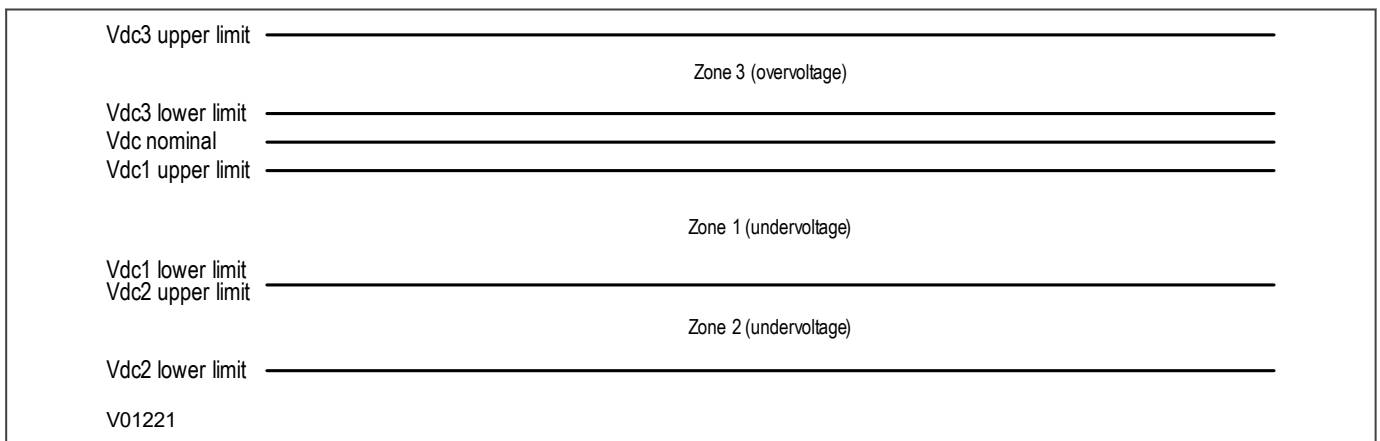 Vdc3 upper limit
Zone 3 (overvoltage)
Vdc3 lower limit
Vdc nominal
Vdc1 upper limit
Zone 1 (undervoltage)
Vdc1 lower limit
Vdc2 upper limit
Zone 2 (undervoltage)
Vdc2 lower limit
V01221